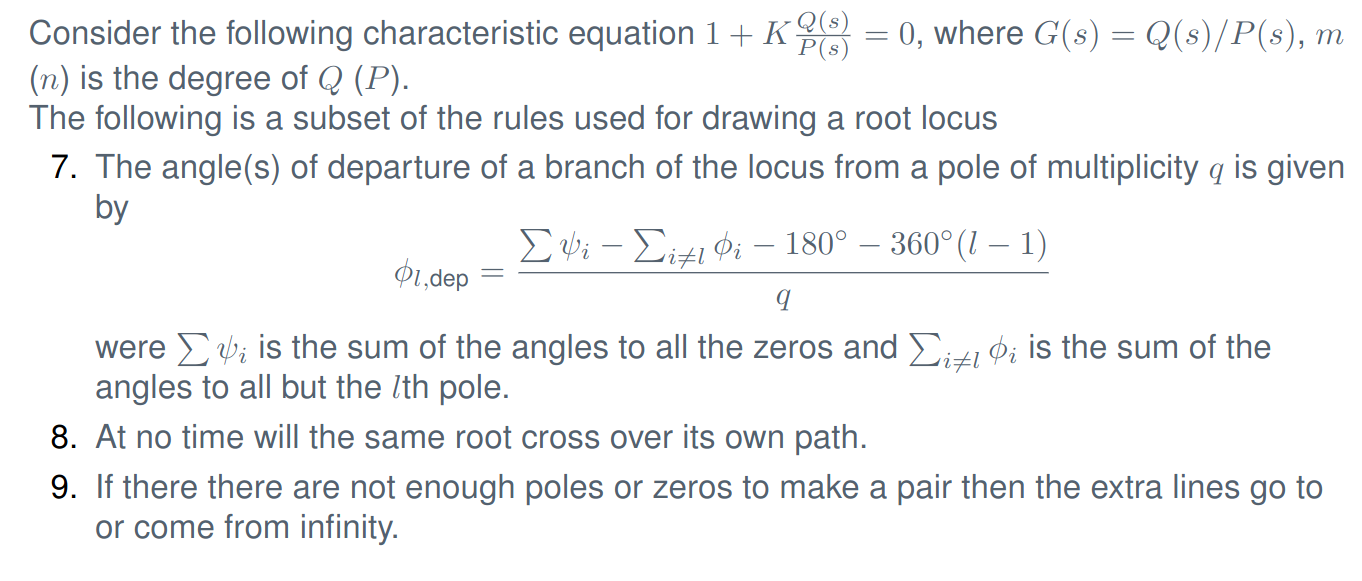 Consider the following characteristic equation $1 + K\frac{Q(s)}{P(s)} = 0$, where $G(s) = Q(s)/P(s)$, $m$
$(n)$ is the degree of $Q$ $(P)$.
The following is a subset of the rules used for drawing a root locus
7. The angle(s) of departure of a branch of the locus from a pole of multiplicity $q$ is given
by
$\phi_{l,\text{dep}} = \frac{\sum \psi_i - \sum_{i \neq l} \phi_i - 180° - 360°(l - 1)}{q}$
were $\sum \psi_i$ is the sum of the angles to all the zeros and $\sum_{i \neq l} \phi_i$ is the sum of the
angles to all but the $l$th pole.
8. At no time will the same root cross over its own path.
9. If there there are not enough poles or zeros to make a pair then the extra lines go to
or come from infinity.